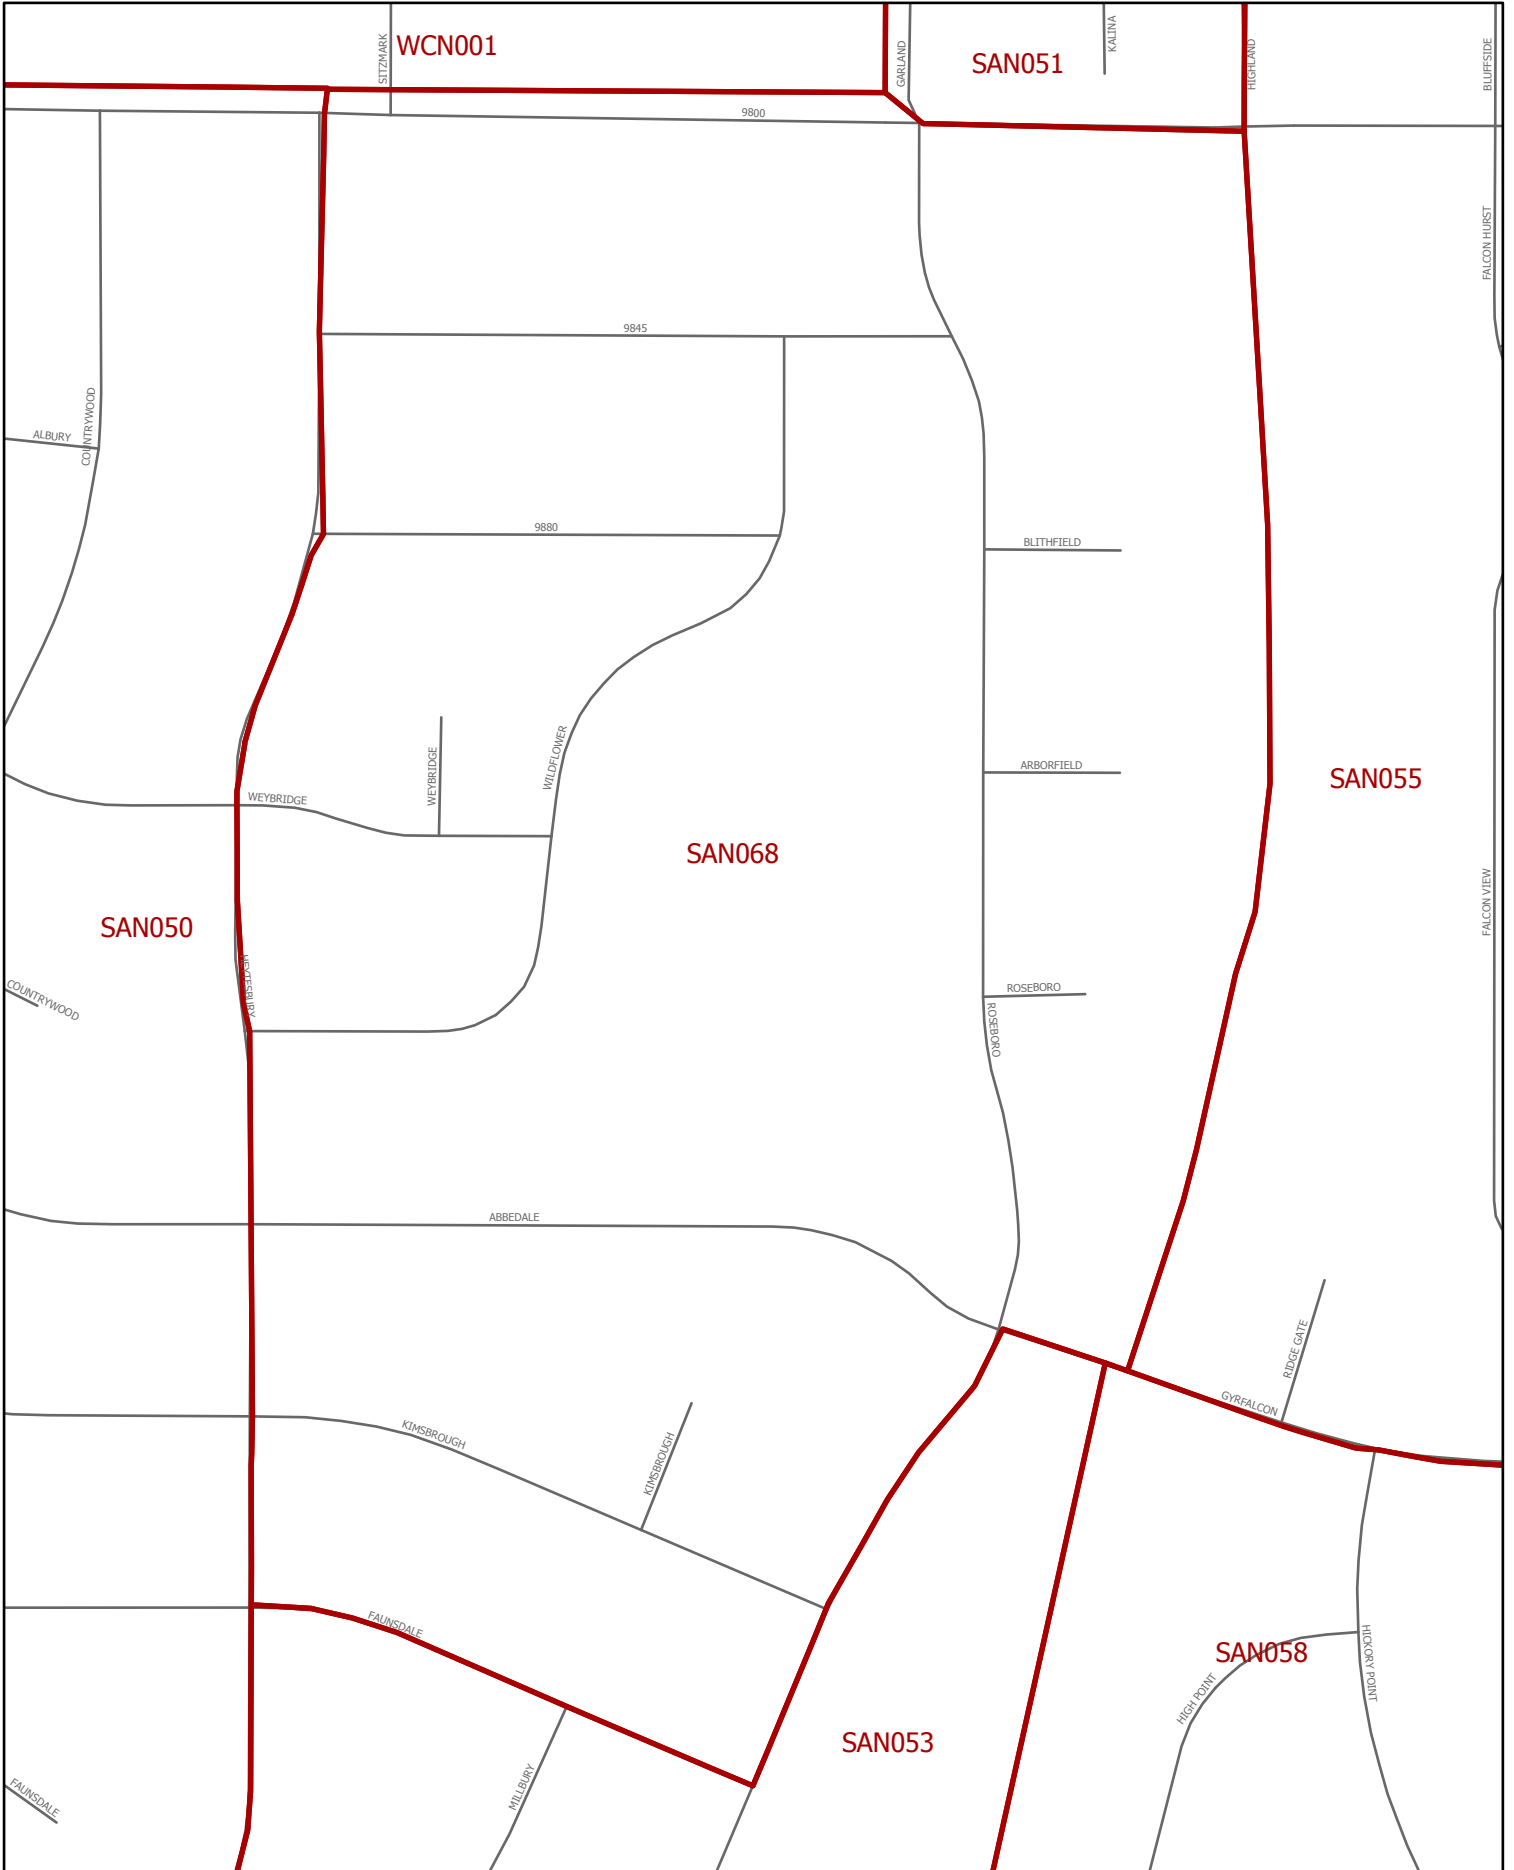 SITZMARK
WCN001
GARLAND
SAN051
KALINA
HIGHLAND
BLUFFSIDE
9800
FALCON HURST
9845
COUNTRYWOOD
ALBURY
9880
BLITHFIELD
WEYBRIDGE
WEYBRIDGE
WILDFLOWER
ARBORFIELD
SAN055
SAN068
FALCON VIEW
SAN050
HEYTESBURY
COUNTRYWOOD
ROSEBORO
ROSEBORO
ABBEDALE
RIDGE GATE
GYRFALCON
KIMSBROUGH
KIMSBROUGH
FAUNSDALE
SAN058
HICKORY POINT
HIGH POINT
SAN053
MILLBURY
FAUNSDALE